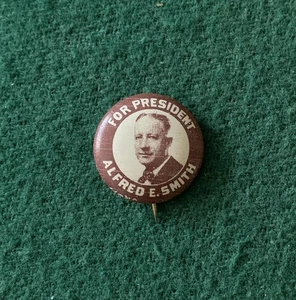 FOR PRESIDENT
ALFRED E. SMITH